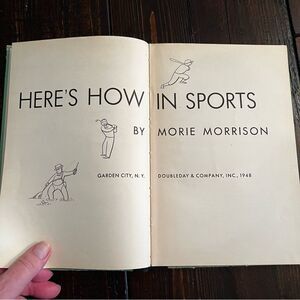 HERE'S HOW IN SPORTS
BY MORIE MORRISON
GARDEN CITY, N. Y. DOUBLEDAY & COMPANY, INC., 1948